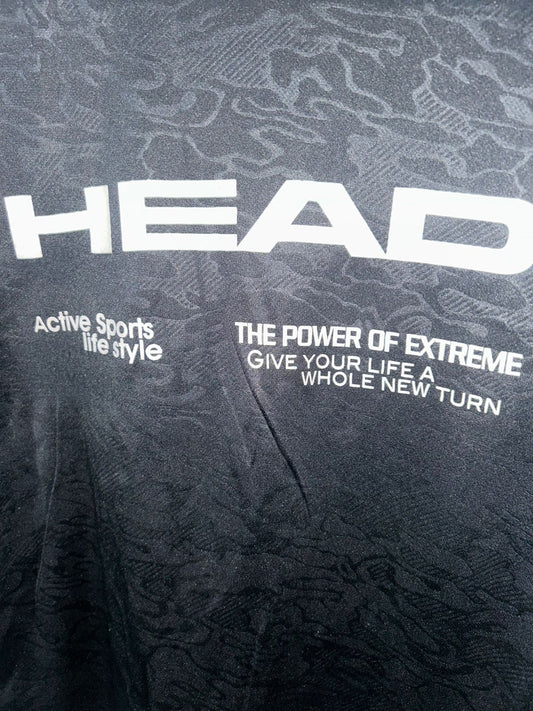 HEAD
Active Sports
life style
THE POWER OF EXTREME
GIVE YOUR LIFE A
WHOLE NEW TURN